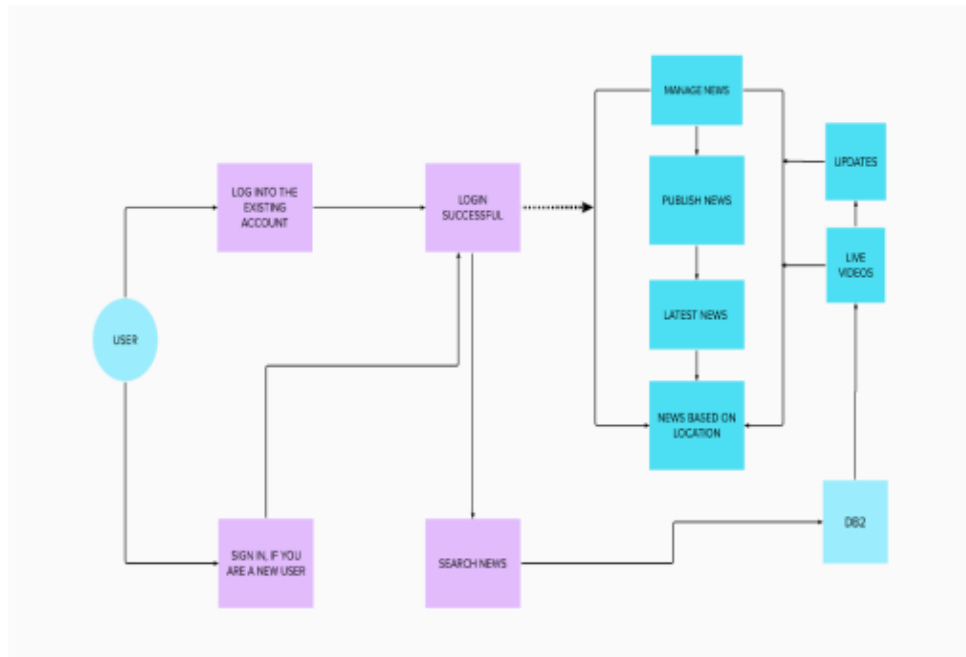 MANAGE NEWS
UPDATES
LOG INTO THE
EXISTING
ACCOUNT
LOGIN
SUCCESSFUL
PUBLISH NEWS
LIVE
VIDEOS
LATEST NEWS
USER
NEWS BASED ON
LOCATION
DB2
SIGN IN, IF YOU
ARE A NEW USER
SEARCH NEWS